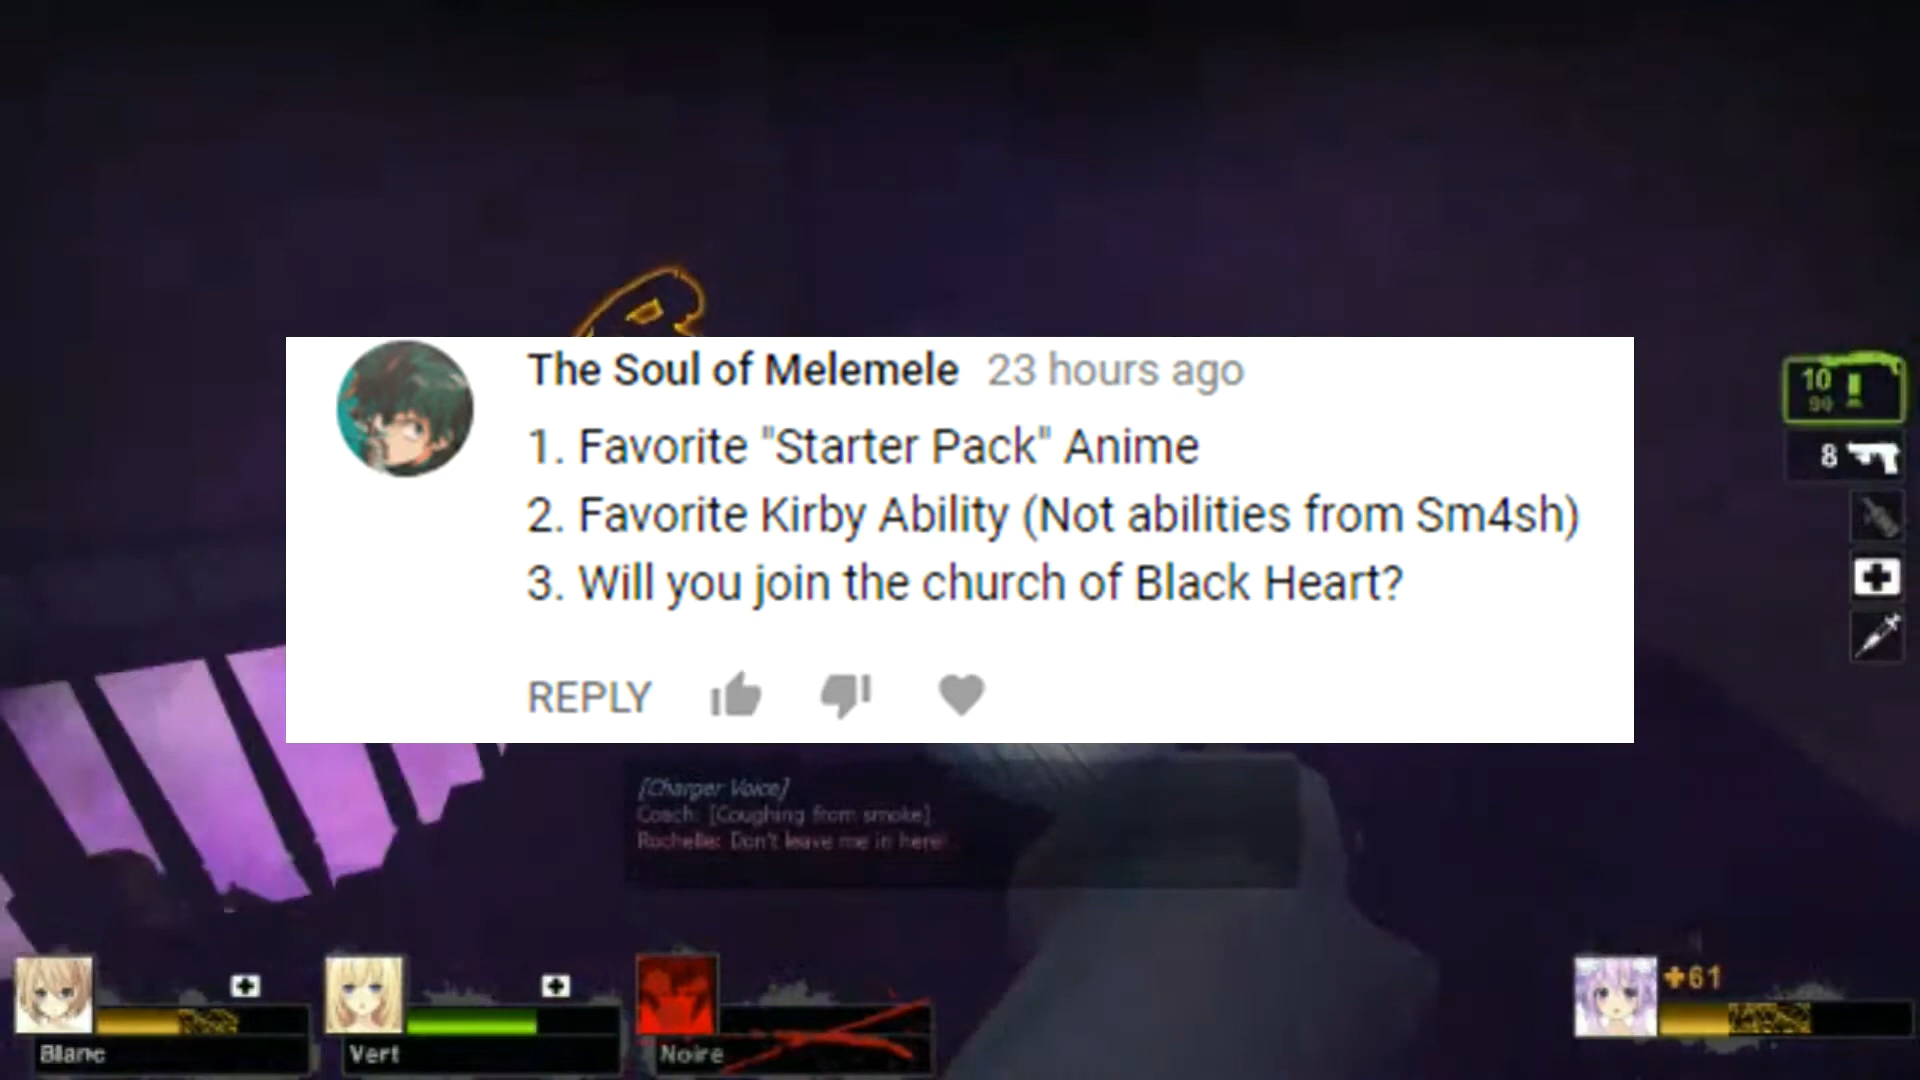 The Soul of Melemele 23 hours ago
1. Favorite "Starter Pack" Anime
2. Favorite Kirby Ability (Not abilities from Sm4sh)
3. Will you join the church of Black Heart?
REPLY
10
90
8
[Charger Voice]
Coach: [Coughing from smoke]
Rochelle: Don't leave me in here!
+61
Blanc
Vert
Noire